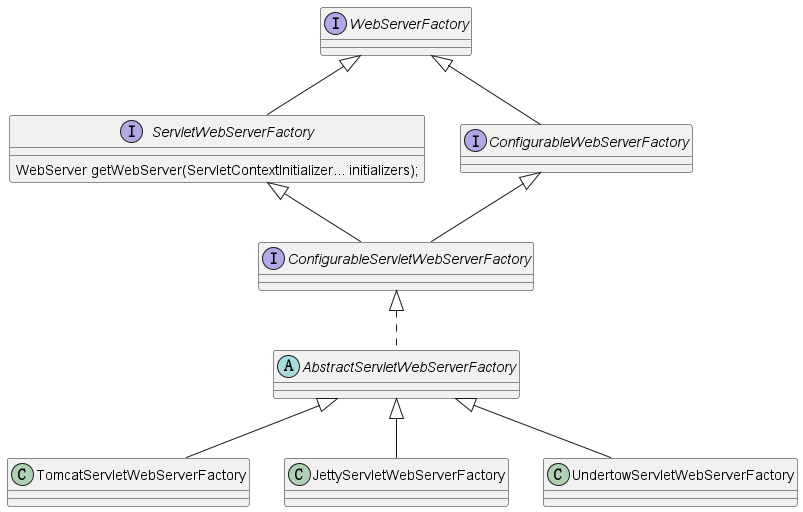 I WebServerFactory
I ServletWebServerFactory
WebServer getWebServer(ServletContextInitializer... initializers);
I ConfigurableWebServerFactory
I ConfigurableServletWebServerFactory
A AbstractServletWebServerFactory
C TomcatServletWebServerFactory
C JettyServletWebServerFactory
C UndertowServletWebServerFactory